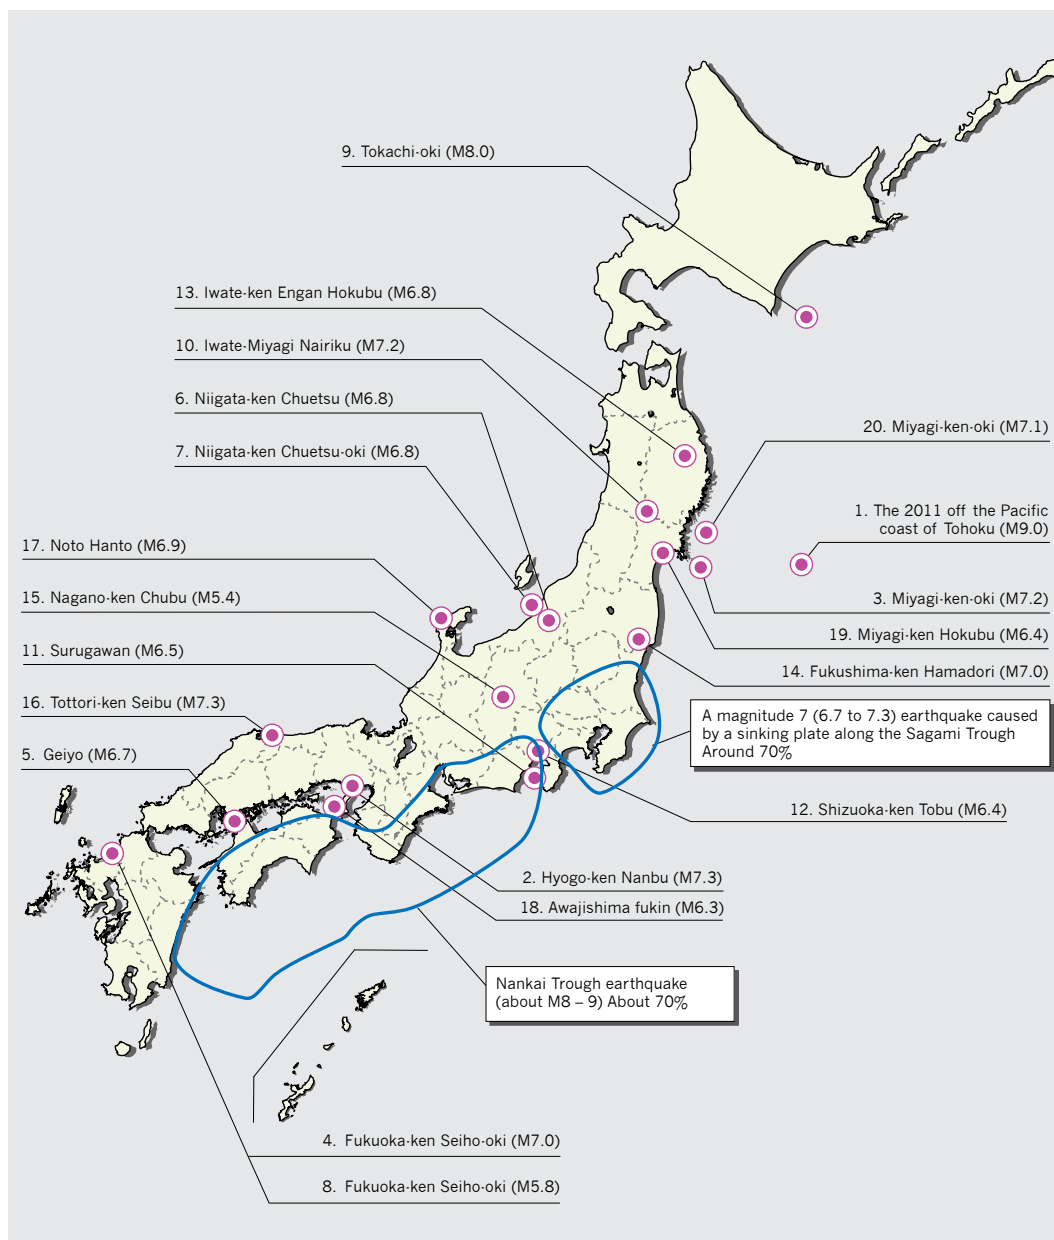 9. Tokachi-oki (M8.0)
13. Iwate-ken Engan Hokubu (M6.8)
10. Iwate-Miyagi Nairiku (M7.2)
6. Niigata-ken Chuetsu (M6.8)
7. Niigata-ken Chuetsu-oki (M6.8)
20. Miyagi-ken-oki (M7.1)
1. The 2011 off the Pacific
coast of Tohoku (M9.0)
17. Noto Hanto (M6.9)
15. Nagano-ken Chubu (M5.4)
3. Miyagi-ken-oki (M7.2)
19. Miyagi-ken Hokubu (M6.4)
11. Surugawan (M6.5)
14. Fukushima-ken Hamadori (M7.0)
16. Tottori-ken Seibu (M7.3)
A magnitude 7 (6.7 to 7.3) earthquake caused
by a sinking plate along the Sagami Trough
Around 70%
5. Geiyo (M6.7)
12. Shizuoka-ken Tobu (M6.4)
2. Hyogo-ken Nanbu (M7.3)
18. Awajishima fukin (M6.3)
Nankai Trough earthquake
(about M8 – 9) About 70%
4. Fukuoka-ken Seiho-oki (M7.0)
8. Fukuoka-ken Seiho-oki (M5.8)